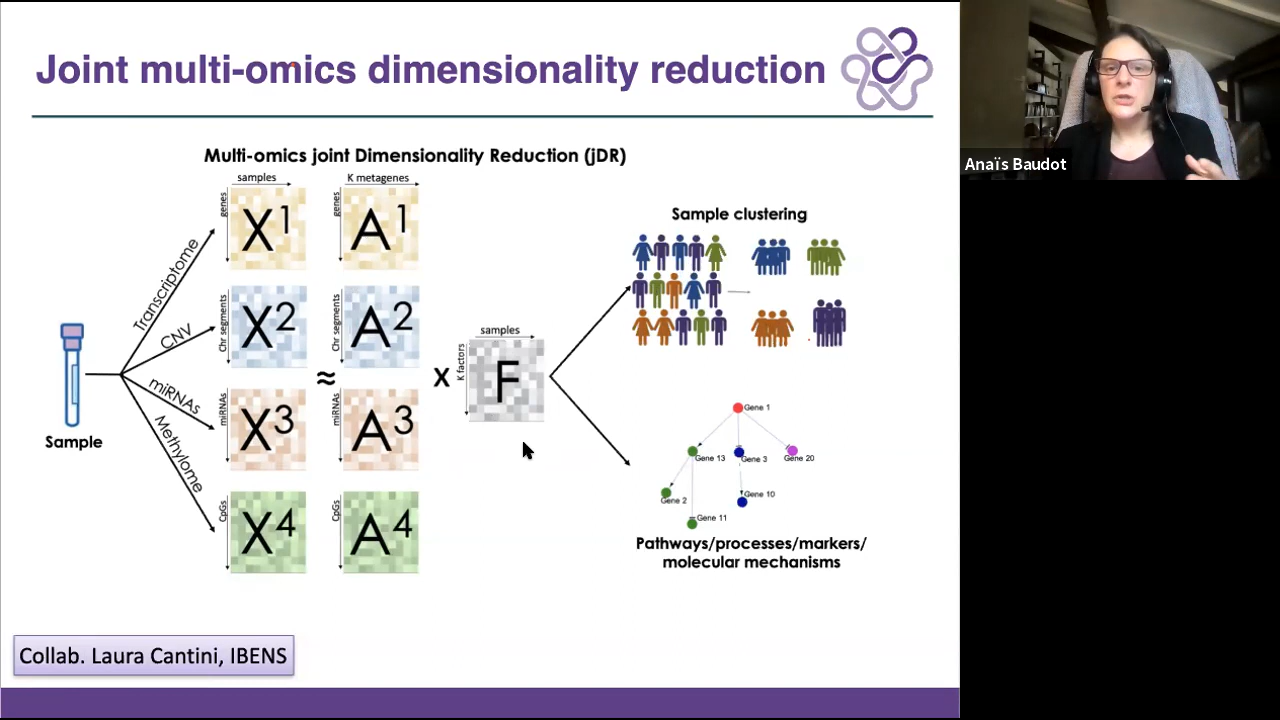 Joint multi-omics dimensionality reduction
Anaïs Baudot
Multi-omics joint Dimensionality Reduction (jDR)
samples
K metagenes
genes
X1
genes
A1
Transcriptome
CNV
miRNAs
Methylome
Sample
Chr segments
X2
Chr segments
A2
≈
x
samples
K factors
F
miRNAs
X3
miRNAs
A3
CpGs
X4
CpGs
A4
Sample clustering
Gene 1
Gene 13
Gene 3
Gene 20
Gene 2
Gene 10
Gene 11
Pathways/processes/markers/
molecular mechanisms
Collab. Laura Cantini, IBENS